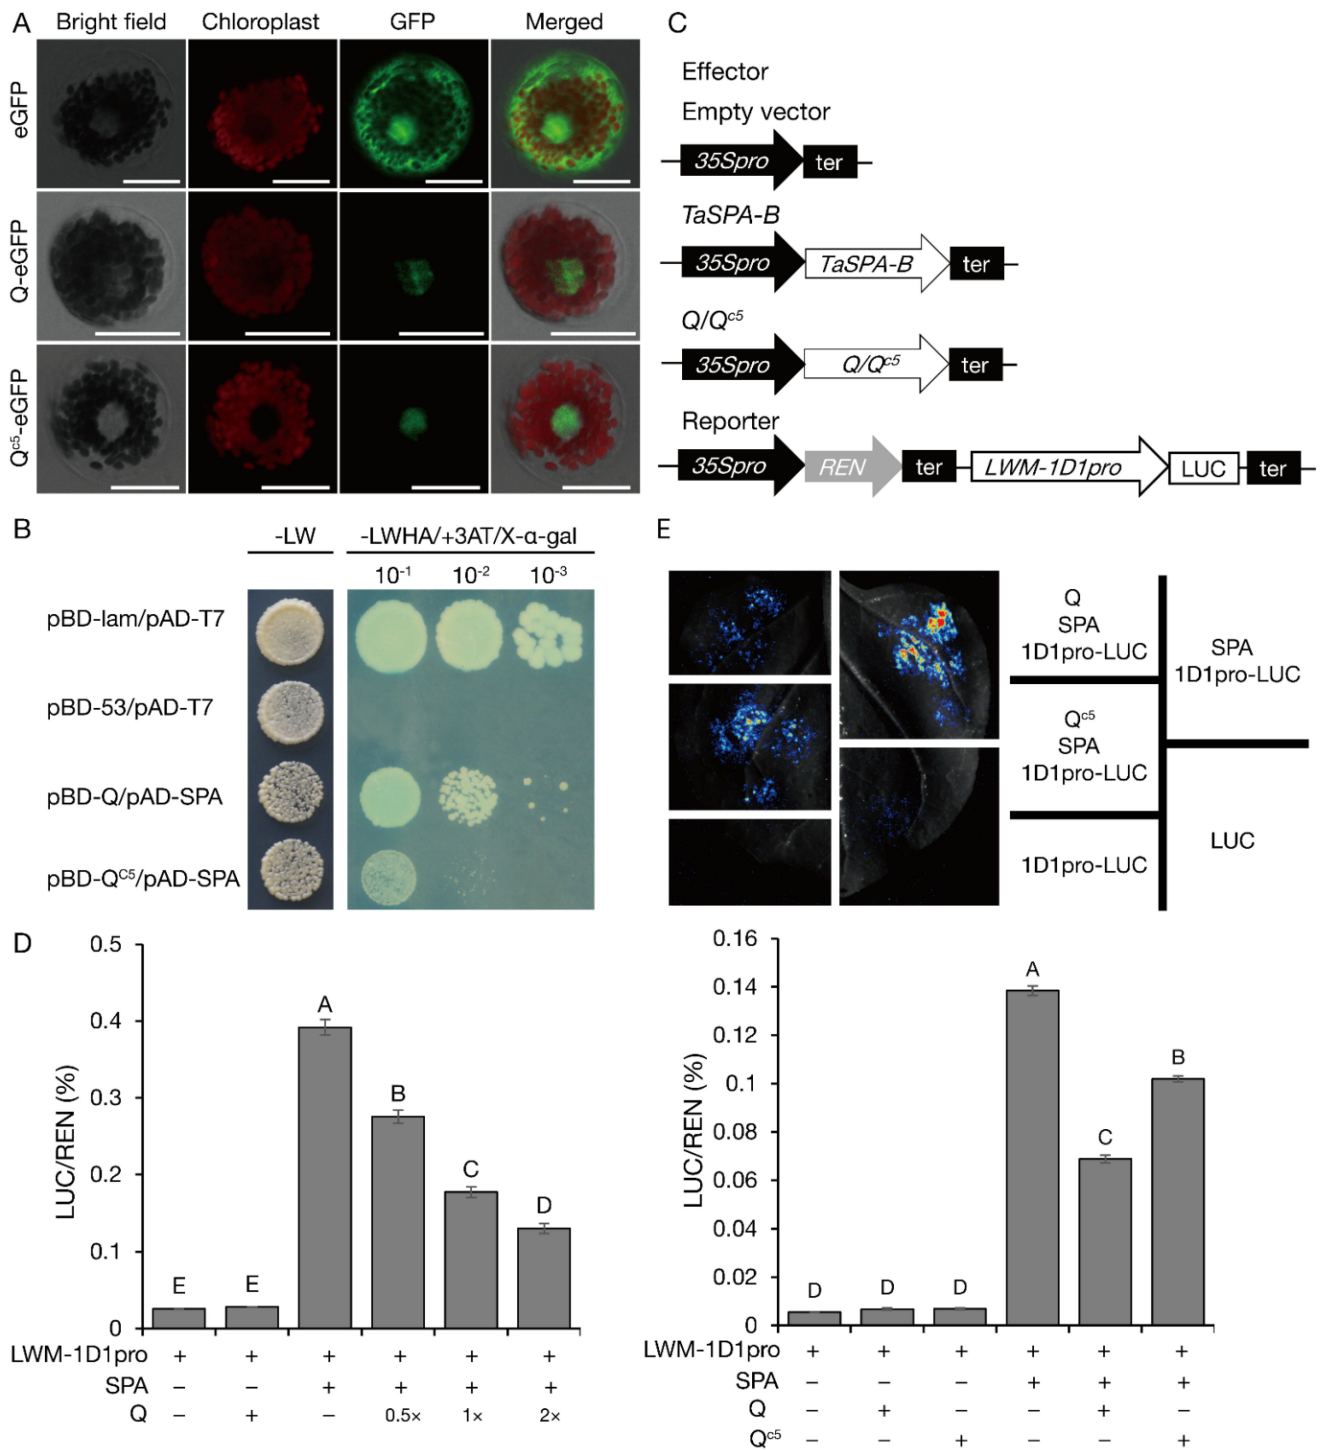 A
Bright field
Chloroplast
GFP
Merged
eGFP
Q-eGFP
Qᶜ⁵-eGFP
C
Effector
Empty vector
35Spro
ter
TaSPA-B
35Spro
TaSPA-B
ter
Q/Qᶜ⁵
35Spro
Q/Qᶜ⁵
ter
Reporter
35Spro
REN
ter
LWM-1D1pro
LUC
ter
B
-LW
-LWHA/+3AT/X-α-gal
10⁻¹
10⁻²
10⁻³
pBD-lam/pAD-T7
pBD-53/pAD-T7
pBD-Q/pAD-SPA
pBD-Qᶜ⁵/pAD-SPA
E
Q
SPA
1D1pro-LUC
SPA
1D1pro-LUC
Qᶜ⁵
SPA
1D1pro-LUC
1D1pro-LUC
LUC
D
LUC/REN (%)
0.5
0.4
0.3
0.2
0.1
0
E
E
A
B
C
D
LWM-1D1pro + + + + + +
SPA – – + + + +
Q – + – 0.5× 1× 2×
LUC/REN (%)
0.16
0.14
0.12
0.1
0.08
0.06
0.04
0.02
0
D
D
D
A
C
B
LWM-1D1pro + + + + + +
SPA – – – + + +
Q – + – – + –
Qᶜ⁵ – – + – – +